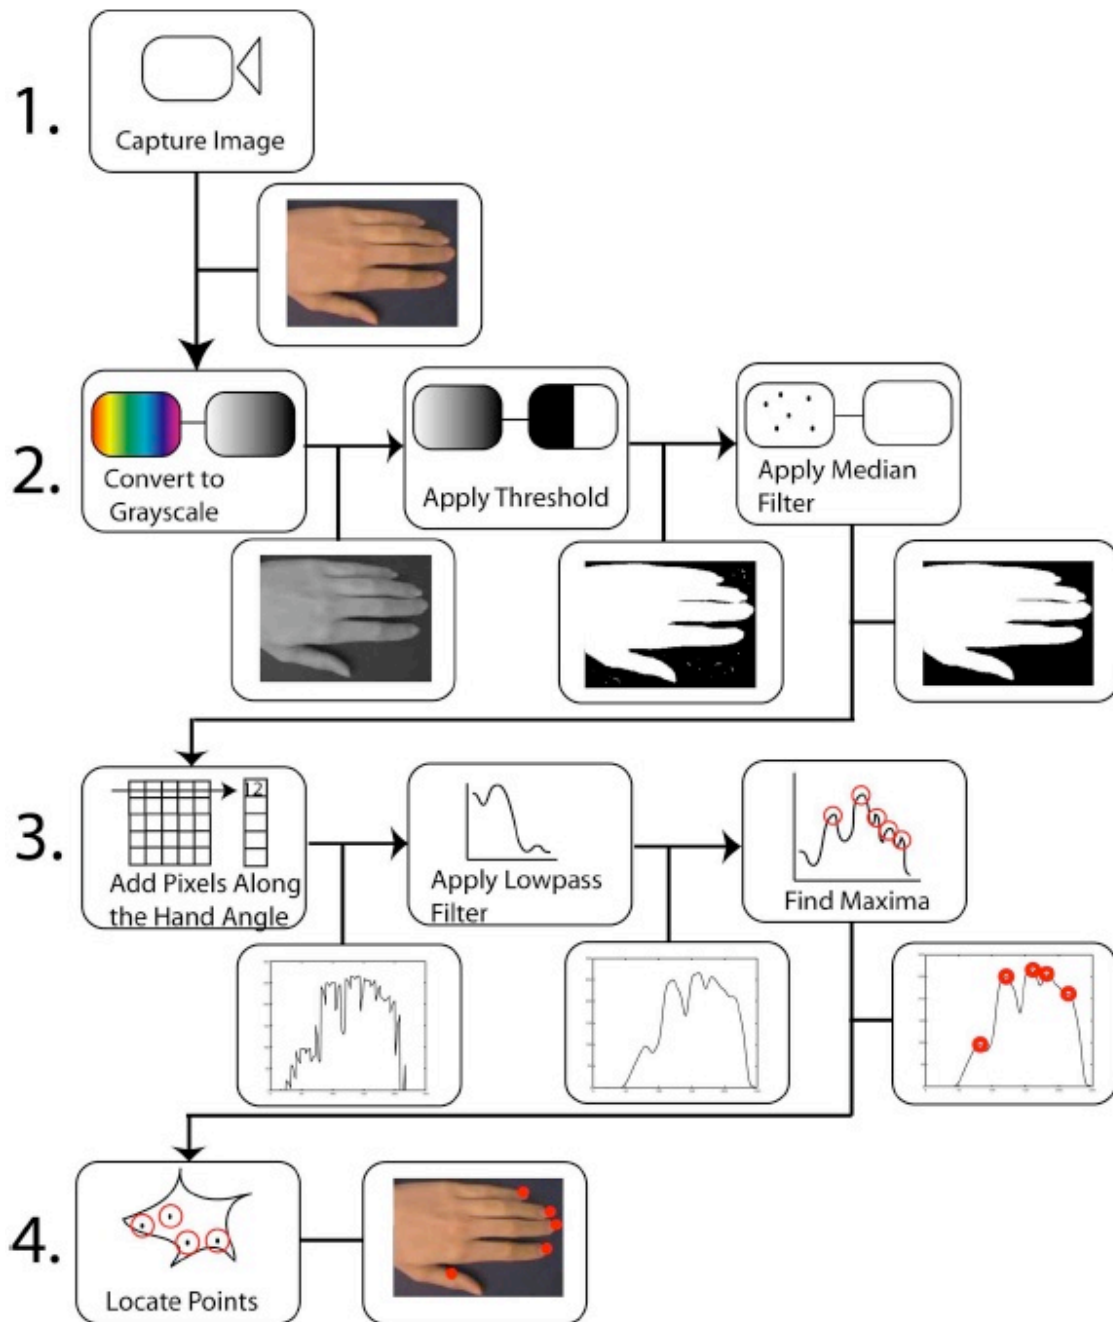 1.
Capture Image
2.
Convert to
Grayscale
Apply Threshold
Apply Median
Filter
3.
12
Add Pixels Along
the Hand Angle
Apply Lowpass
Filter
Find Maxima
4.
Locate Points